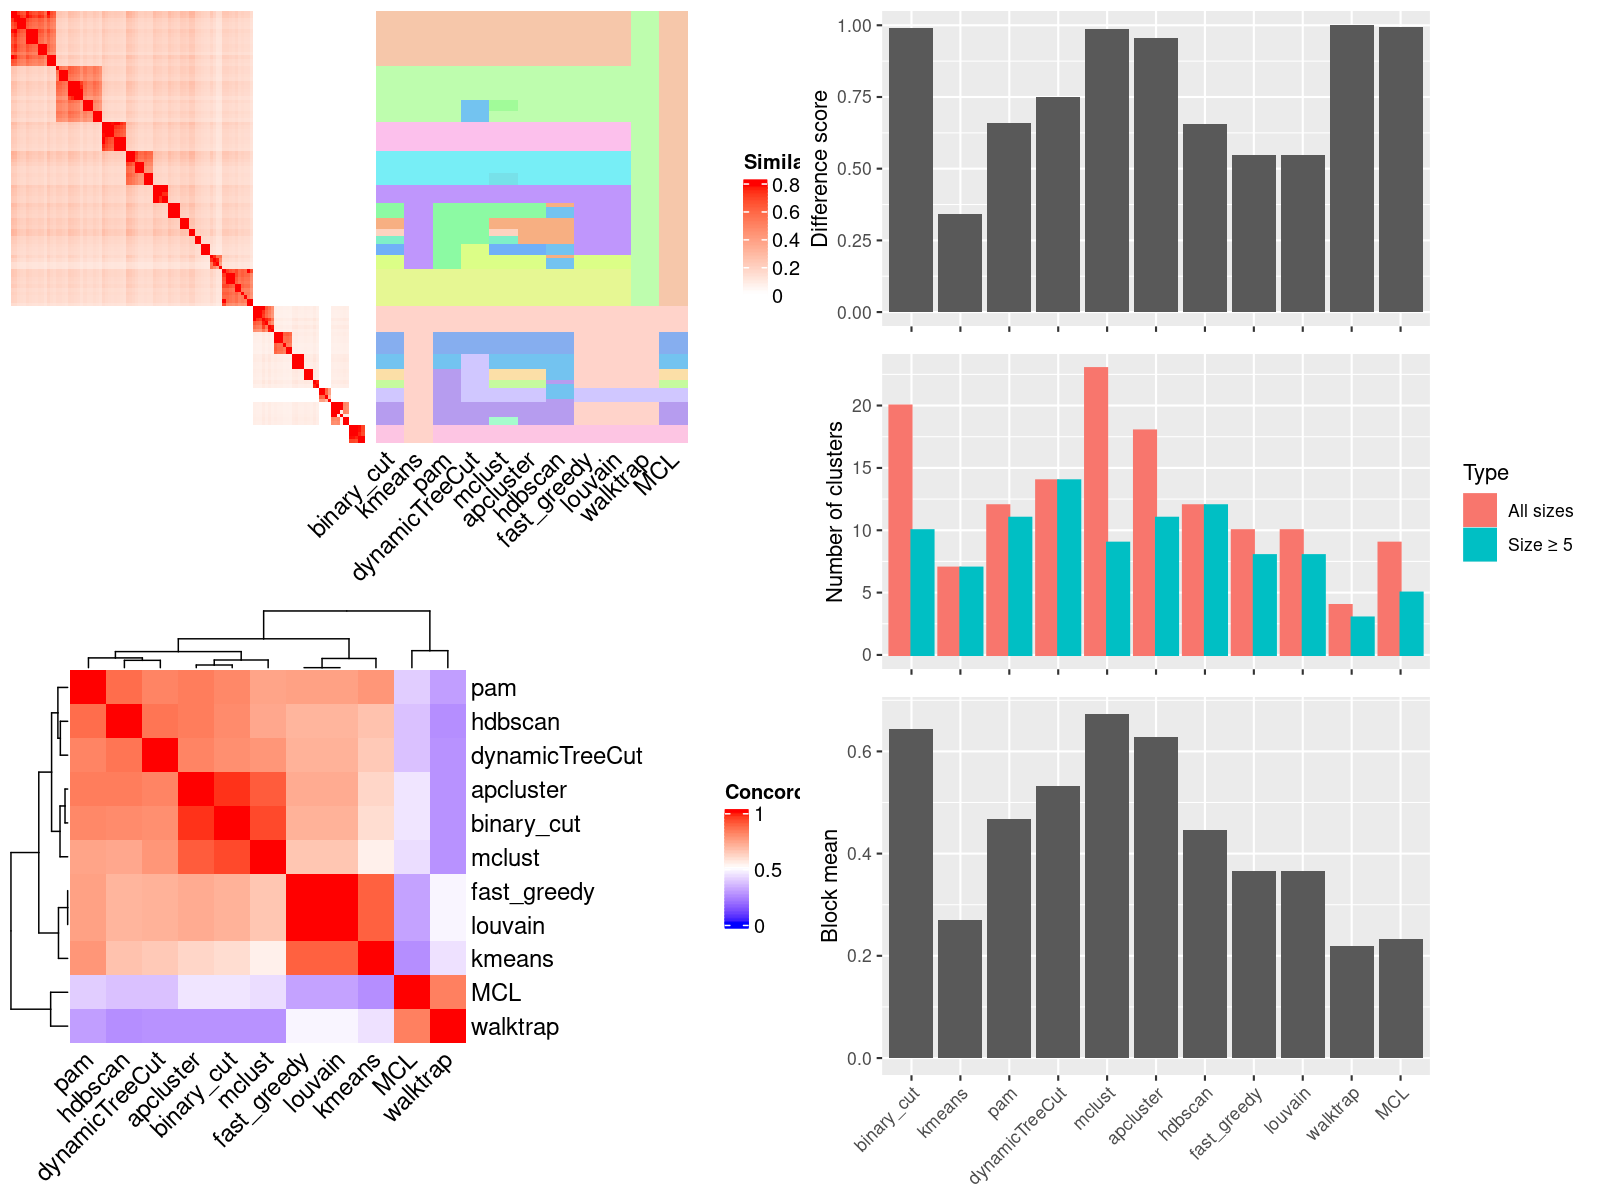 Simila
0.8
0.6
0.4
0.2
0
binary_cut
kmeans
pam
dynamicTreeCut
mclust
apcluster
hdbscan
fast_greedy
louvain
walktrap
MCL
Difference score
1.00
0.75
0.50
0.25
0.00
Number of clusters
20
15
10
5
0
Type
All sizes
Size ≥ 5
pam
hdbscan
dynamicTreeCut
apcluster
binary_cut
mclust
fast_greedy
louvain
kmeans
MCL
walktrap
pam
hdbscan
dynamicTreeCut
apcluster
binary_cut
mclust
fast_greedy
louvain
kmeans
MCL
walktrap
Concord
1
0.5
0
Block mean
0.6
0.4
0.2
0.0
binary_cut
kmeans
pam
dynamicTreeCut
mclust
apcluster
hdbscan
fast_greedy
louvain
walktrap
MCL